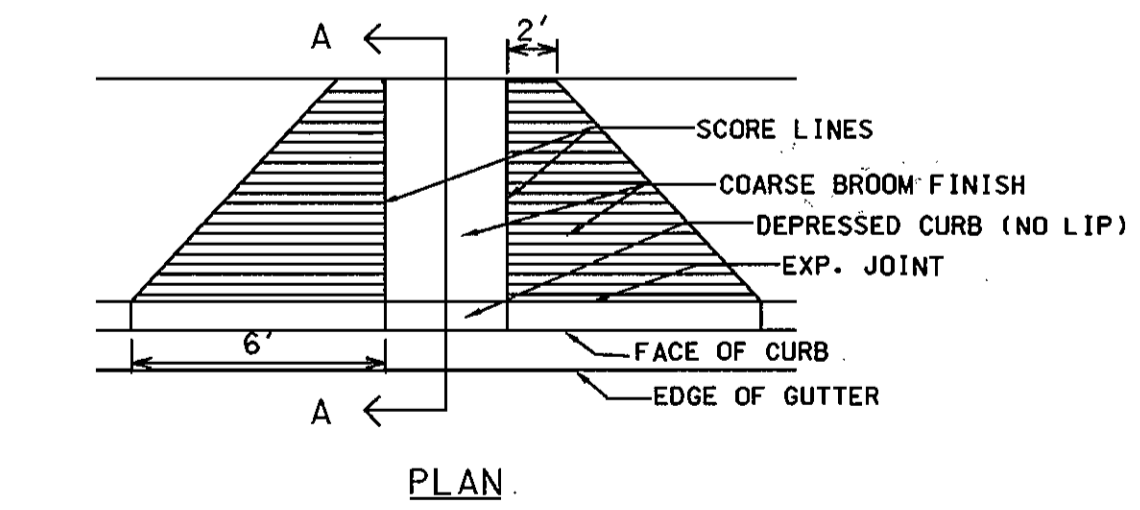 2'
A
SCORE LINES
COARSE BROOM FINISH
DEPRESSED CURB (NO LIP)
EXP. JOINT
6'
FACE OF CURB
EDGE OF GUTTER
A
PLAN